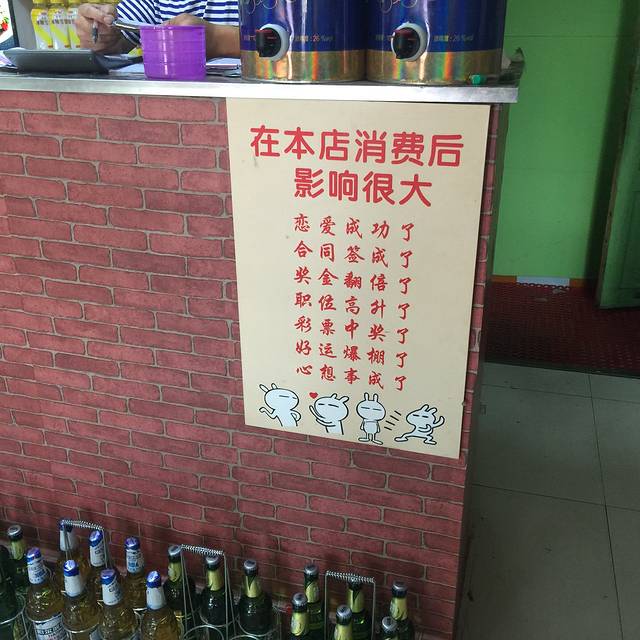 在本店消费后
影响很大
恋爱成功了
合同签成了
奖金翻倍了
职位高升了
彩票中奖了
好运爆棚了
心想事成了